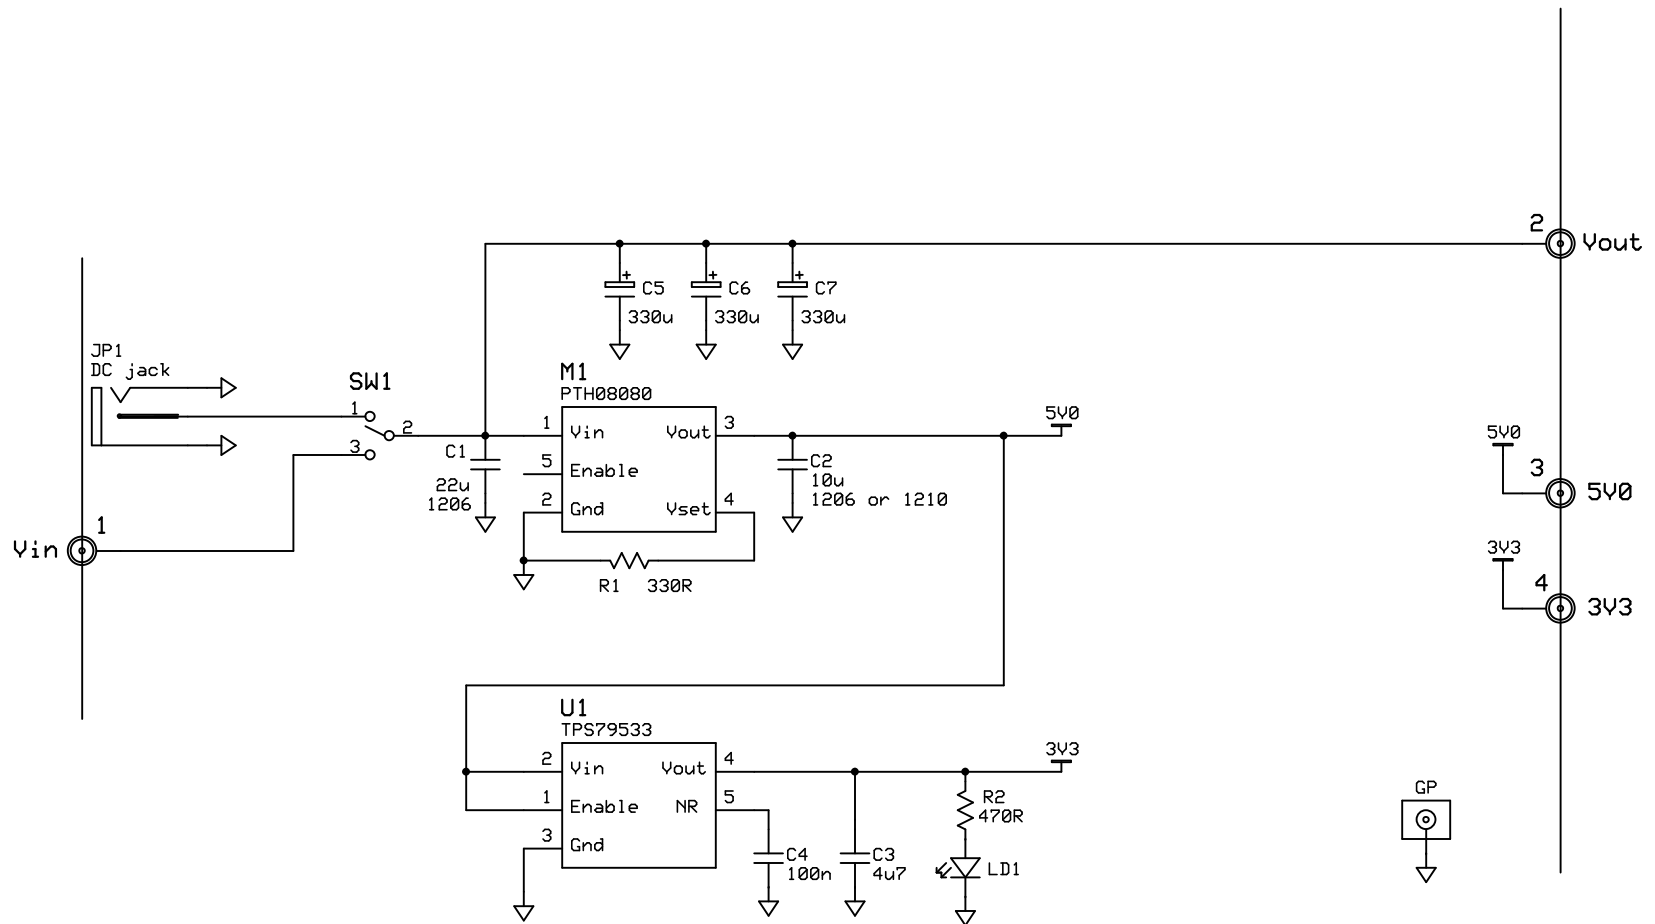 2
Vout
C5
330u
C6
330u
C7
330u
JP1
DC jack
SW1
1
2
3
M1
PTH08080
1
Vin
Vout
3
5
Enable
2
Gnd
Vset
4
C1
22u
1206
C2
10u
1206 or 1210
5V0
R1 330R
1
Vin
5V0
3
5V0
3V3
4
3V3
U1
TPS79533
2
Vin
Vout
4
1
Enable
NR
5
3
Gnd
C4
100n
C3
4u7
3V3
R2
470R
LD1
GP